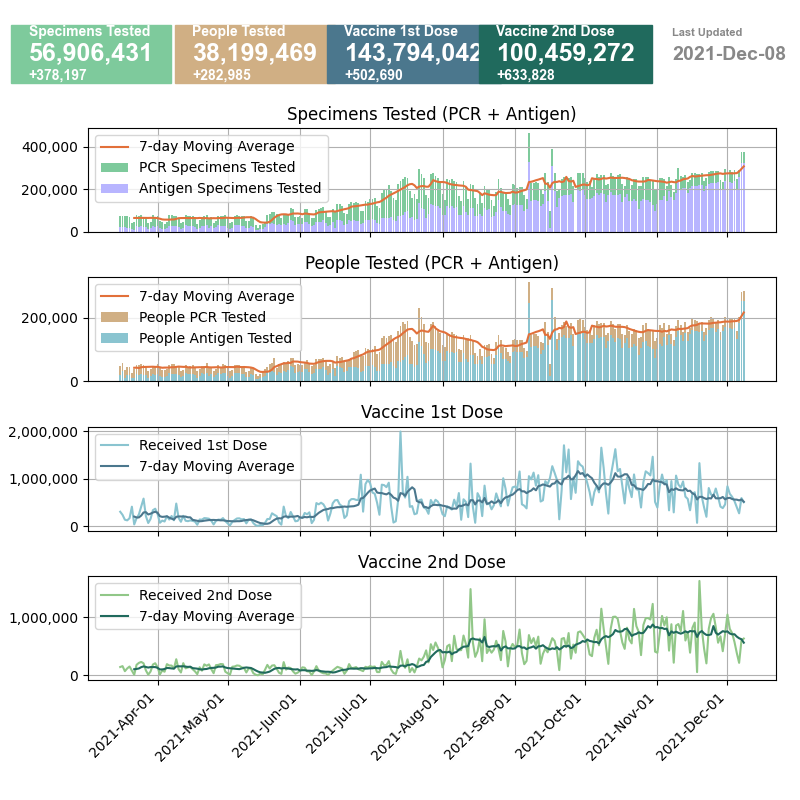 Specimens Tested
56,906,431
+378,197
People Tested
38,199,469
+282,985
Vaccine 1st Dose
143,794,042
+502,690
Vaccine 2nd Dose
100,459,272
+633,828
Last Updated
2021-Dec-08
Specimens Tested (PCR + Antigen)
400,000
200,000
0
7-day Moving Average
PCR Specimens Tested
Antigen Specimens Tested
People Tested (PCR + Antigen)
200,000
0
7-day Moving Average
People PCR Tested
People Antigen Tested
Vaccine 1st Dose
2,000,000
1,000,000
0
Received 1st Dose
7-day Moving Average
Vaccine 2nd Dose
1,000,000
0
Received 2nd Dose
7-day Moving Average
2021-Apr-01
2021-May-01
2021-Jun-01
2021-Jul-01
2021-Aug-01
2021-Sep-01
2021-Oct-01
2021-Nov-01
2021-Dec-01